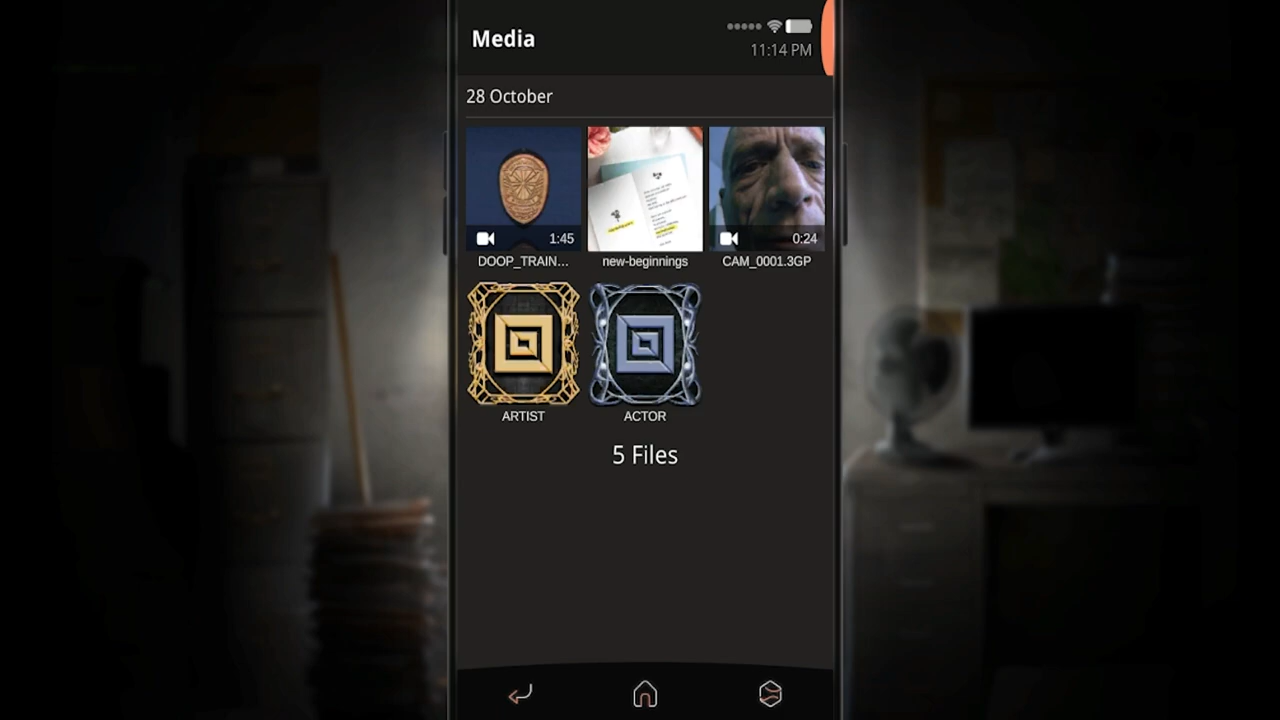 Media
11:14 PM
28 October
1:45
0:24
DOOP_TRAIN...
new-beginnings
CAM_0001.3GP
ARTIST
ACTOR
5 Files